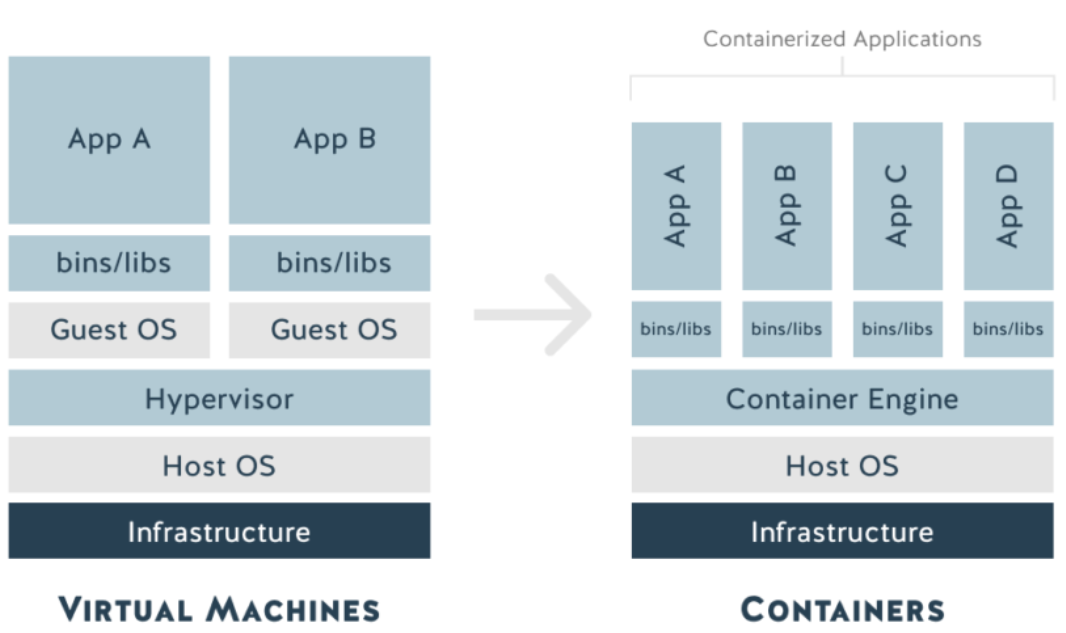 Containerized Applications
App A
App B
App A
App B
App C
App D
bins/libs
bins/libs
Guest OS
Guest OS
bins/libs
bins/libs
bins/libs
bins/libs
Hypervisor
Container Engine
Host OS
Host OS
Infrastructure
Infrastructure
VIRTUAL MACHINES
CONTAINERS